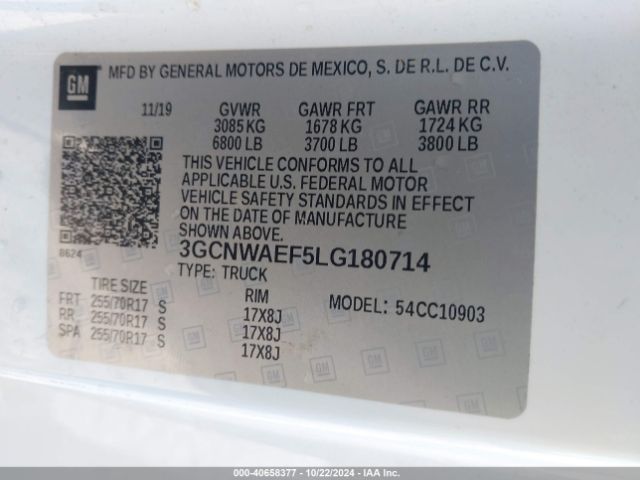 GM
MFD BY GENERAL MOTORS DE MEXICO, S. DE R.L. DE C.V.
11/19 GVWR GAWR FRT GAWR RR
3085 KG 1678 KG 1724 KG
6800 LB 3700 LB 3800 LB
THIS VEHICLE CONFORMS TO ALL
APPLICABLE U.S. FEDERAL MOTOR
VEHICLE SAFETY STANDARDS IN EFFECT
ON THE DATE OF MANUFACTURE
SHOWN ABOVE.
8624
3GCNWAEF5LG180714
TYPE: TRUCK
TIRE SIZE RIM MODEL: 54CC10903
FRT 255/70R17 S 17X8J
RR 255/70R17 S 17X8J
SPA 255/70R17 S 17X8J
000-40658377 - 10/22/2024 - IAAI.com